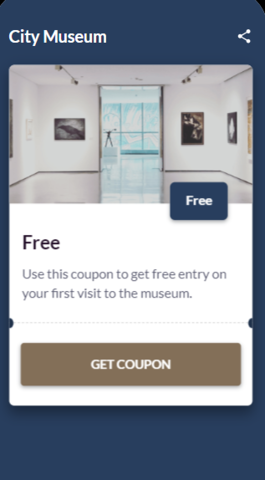 City Museum
Free
Free
Use this coupon to get free entry on
your first visit to the museum.
GET COUPON